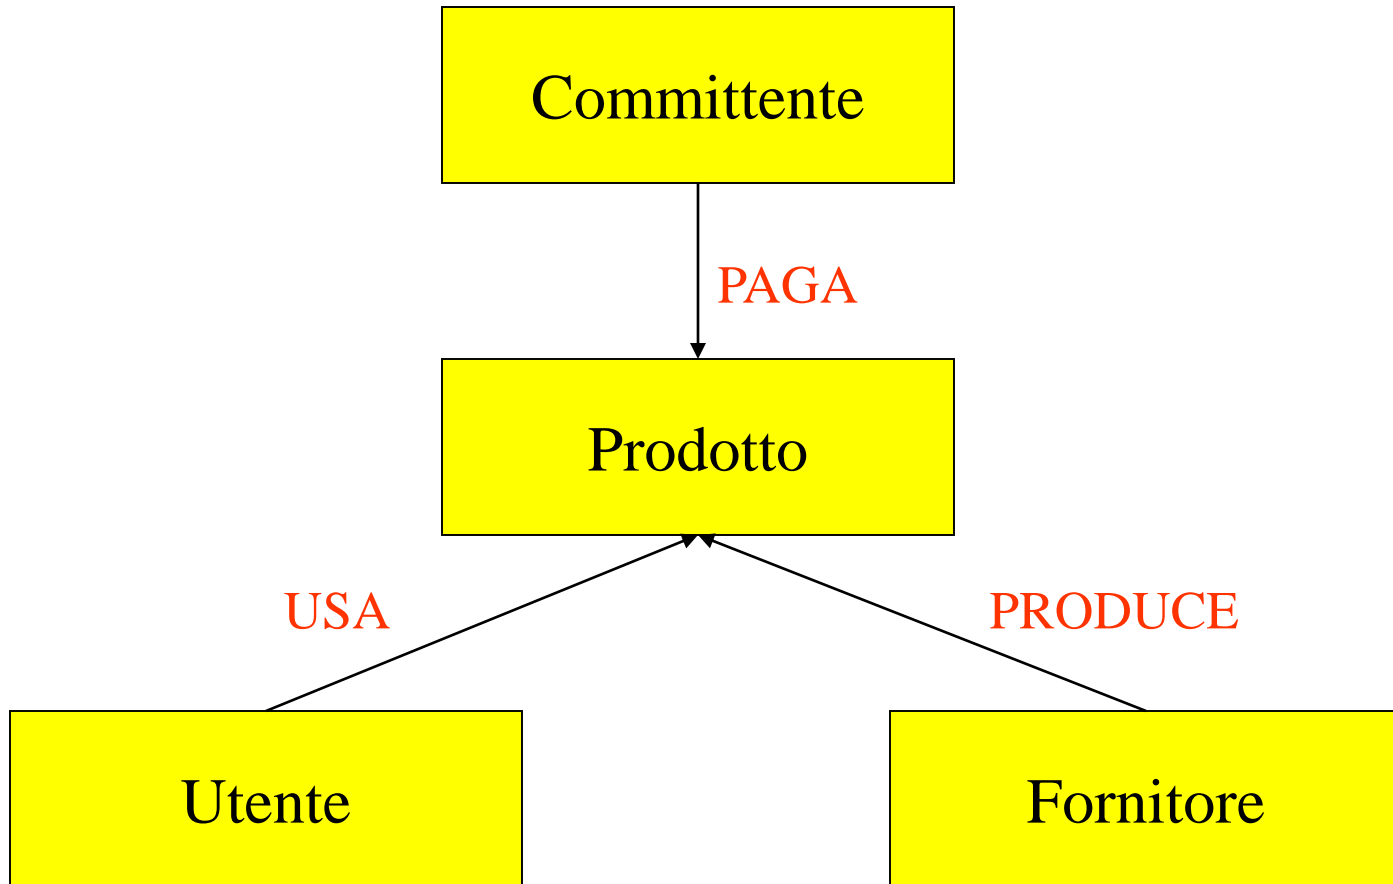 Committente
PAGA
Prodotto
USA
PRODUCE
Utente
Fornitore